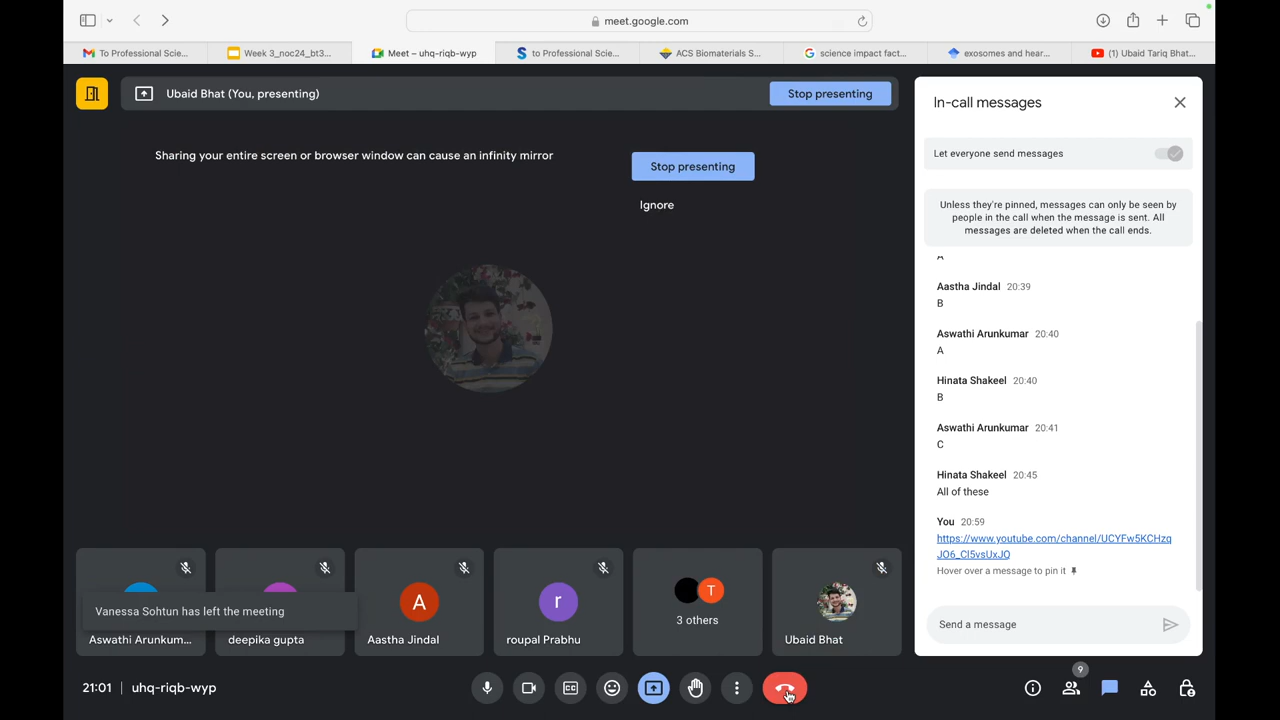 meet.google.com
To Professional Scie...
Week 3_noc24_bt3...
Meet – uhq-riqb-wyp
to Professional Scie...
ACS Biomaterials S...
science impact fact...
exosomes and hear...
(1) Ubaid Tariq Bhat...
Ubaid Bhat (You, presenting)
Stop presenting
Sharing your entire screen or browser window can cause an infinity mirror
Stop presenting
Ignore
In-call messages
Let everyone send messages
Unless they're pinned, messages can only be seen by
people in the call when the message is sent. All
messages are deleted when the call ends.
A
Aastha Jindal 20:39
B
Aswathi Arunkumar 20:40
A
Hinata Shakeel 20:40
B
Aswathi Arunkumar 20:41
C
Hinata Shakeel 20:45
All of these
You 20:59
https://www.youtube.com/channel/UCYFw5KCHzq
JO6_CI5vsUxJQ
Hover over a message to pin it
Send a message
Vanessa Sohtun has left the meeting
Aswathi Arunkum...
deepika gupta
A
Aastha Jindal
r
roupal Prabhu
T
3 others
Ubaid Bhat
21:01 | uhq-riqb-wyp
CC
9